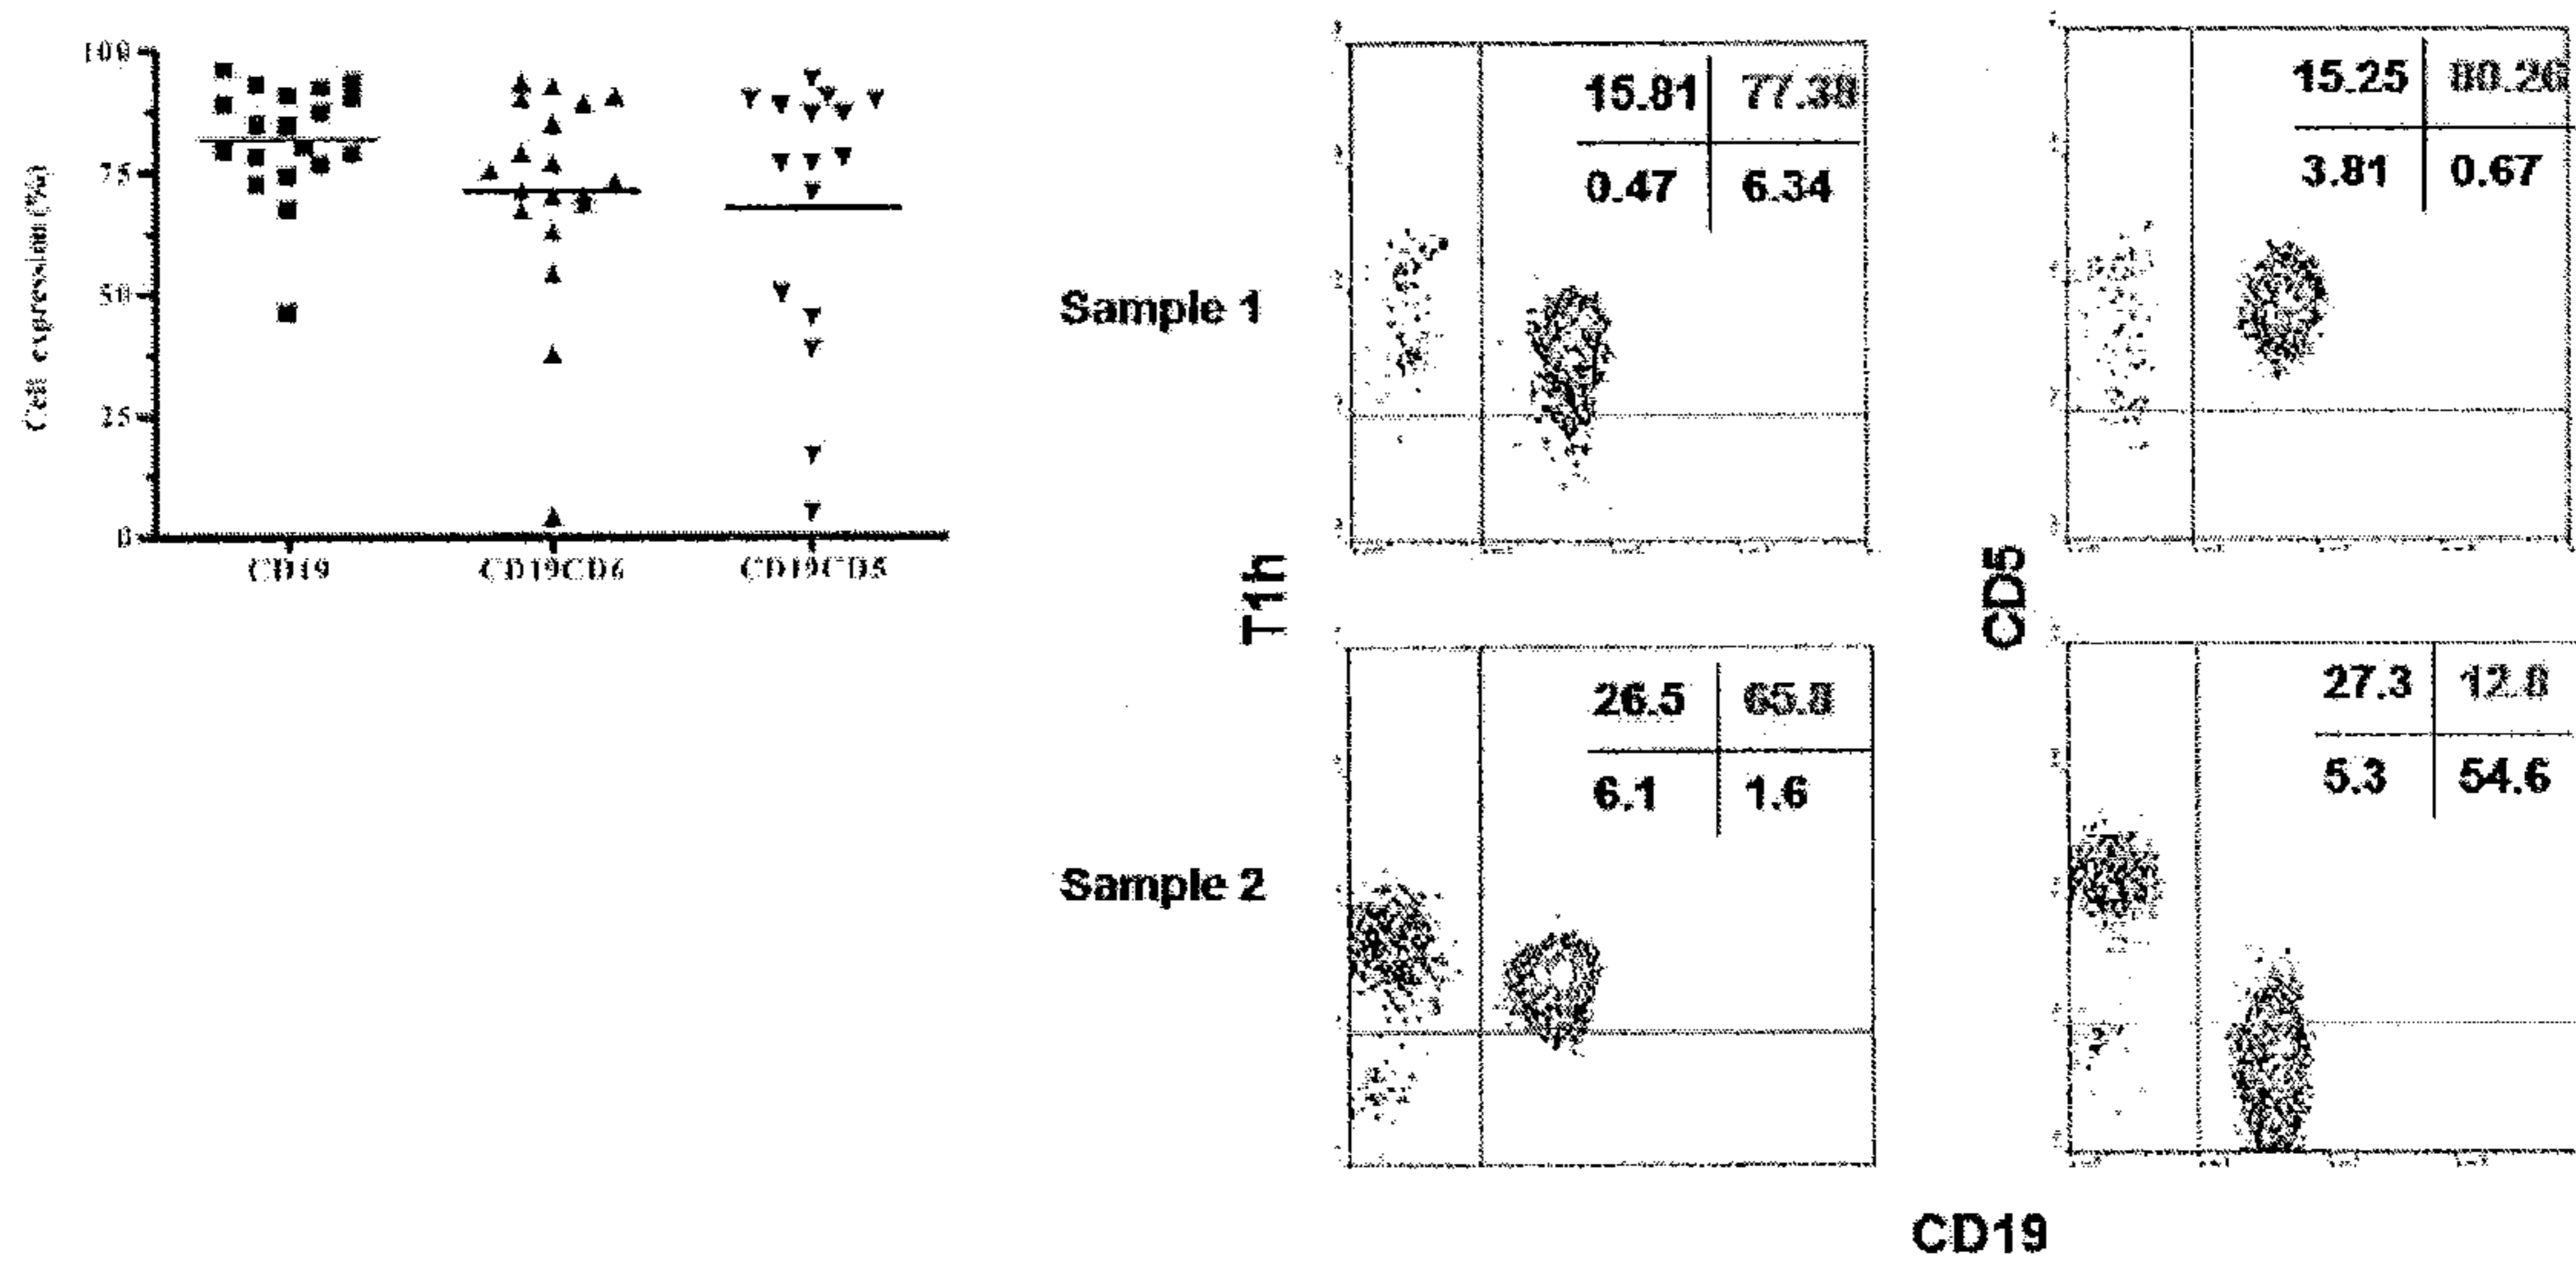 100
75
50
25
0
Cell expression (%)
CD19
CD19CD6
CD19CD5
Sample 1
15.81 77.38
0.47 6.34
15.25 80.26
3.81 0.67
T1h
CD5
Sample 2
26.5 65.8
6.1 1.6
27.3 12.8
5.3 54.6
CD19